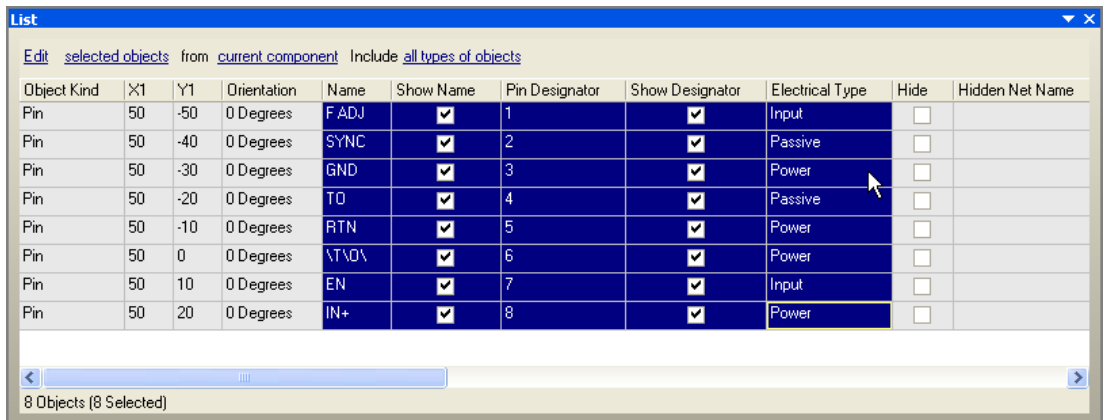 List
Edit selected objects from current component Include all types of objects
Object Kind X1 Y1 Orientation Name Show Name Pin Designator Show Designator Electrical Type Hide Hidden Net Name
Pin 50 -50 0 Degrees F ADJ 1 Input
Pin 50 -40 0 Degrees SYNC 2 Passive
Pin 50 -30 0 Degrees GND 3 Power
Pin 50 -20 0 Degrees TO 4 Passive
Pin 50 -10 0 Degrees RTN 5 Power
Pin 50 0 0 Degrees \T\O\ 6 Power
Pin 50 10 0 Degrees EN 7 Input
Pin 50 20 0 Degrees IN+ 8 Power
8 Objects (8 Selected)